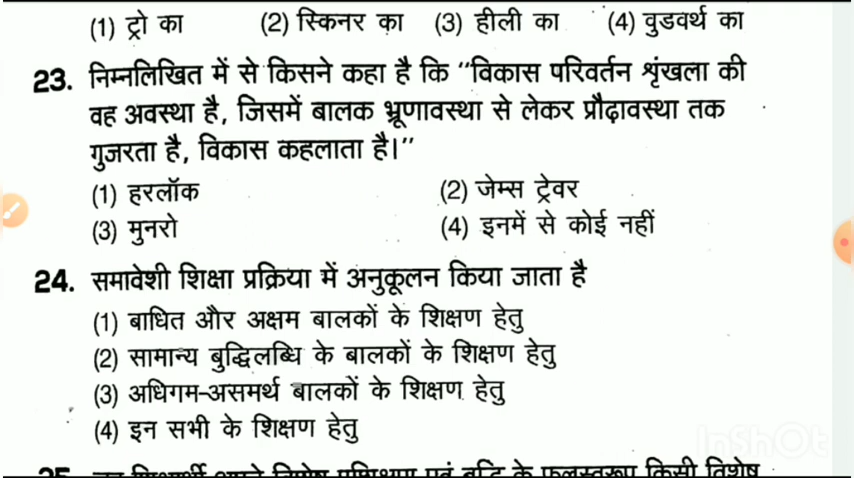 (1) ट्रो का (2) स्किनर का (3) हीली का (4) वुडवर्थ का
23. निम्नलिखित में से किसने कहा है कि ''विकास परिवर्तन शृंखला की
वह अवस्था है, जिसमें बालक भ्रूणावस्था से लेकर प्रौढ़ावस्था तक
गुजरता है, विकास कहलाता है।''
(1) हरलॉक (2) जेम्स ट्रेवर
(3) मुनरो (4) इनमें से कोई नहीं
24. समावेशी शिक्षा प्रक्रिया में अनुकूलन किया जाता है
(1) बाधित और अक्षम बालकों के शिक्षण हेतु
(2) सामान्य बुद्धिलब्धि के बालकों के शिक्षण हेतु
(3) अधिगम-असमर्थ बालकों के शिक्षण हेतु
(4) इन सभी के शिक्षण हेतु
InShOt
के फलस्वरूप किसी विशेष